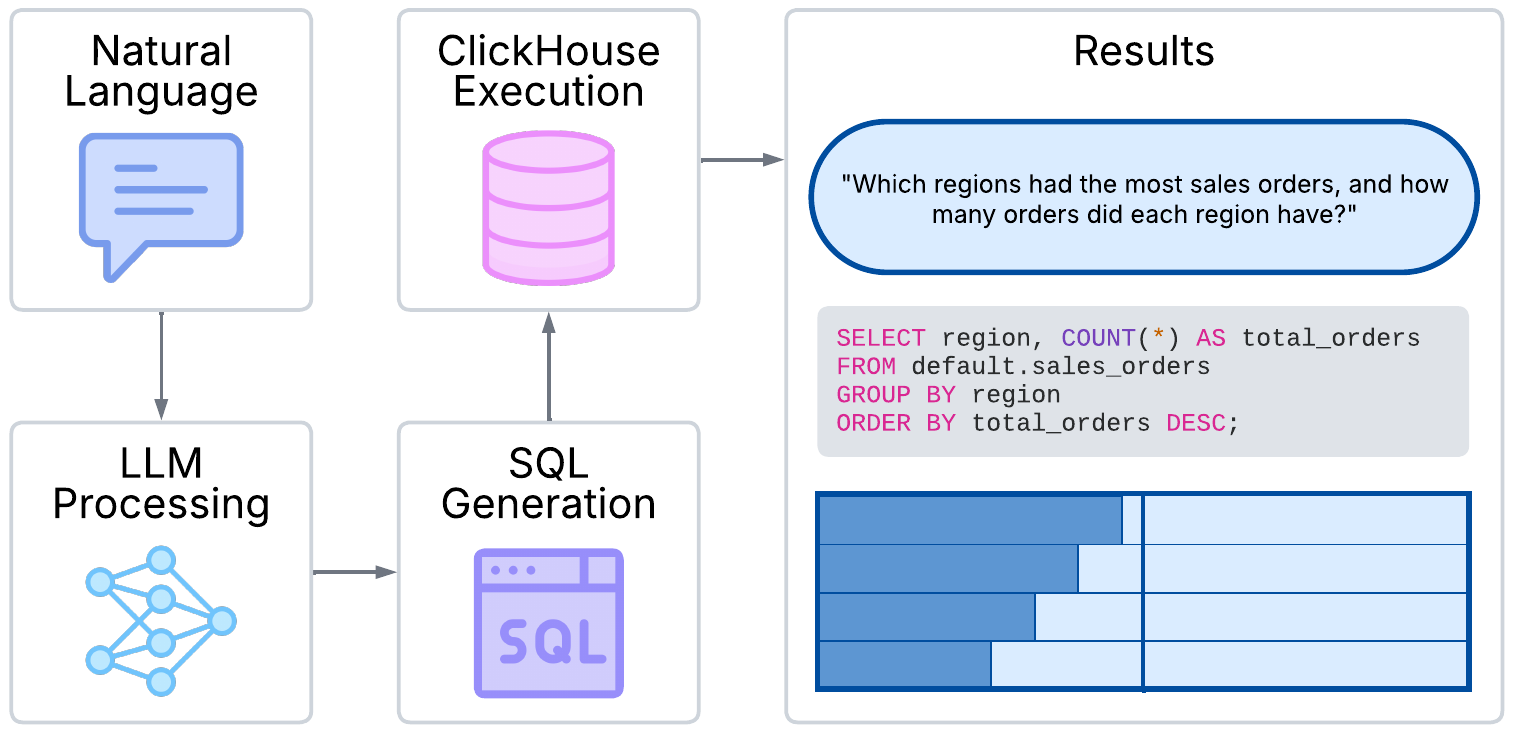 Natural
Language
LLM
Processing
SQL
Generation
SQL
ClickHouse
Execution
Results
"Which regions had the most sales orders, and how
many orders did each region have?"
SELECT region, COUNT(*) AS total_orders
FROM default.sales_orders
GROUP BY region
ORDER BY total_orders DESC;